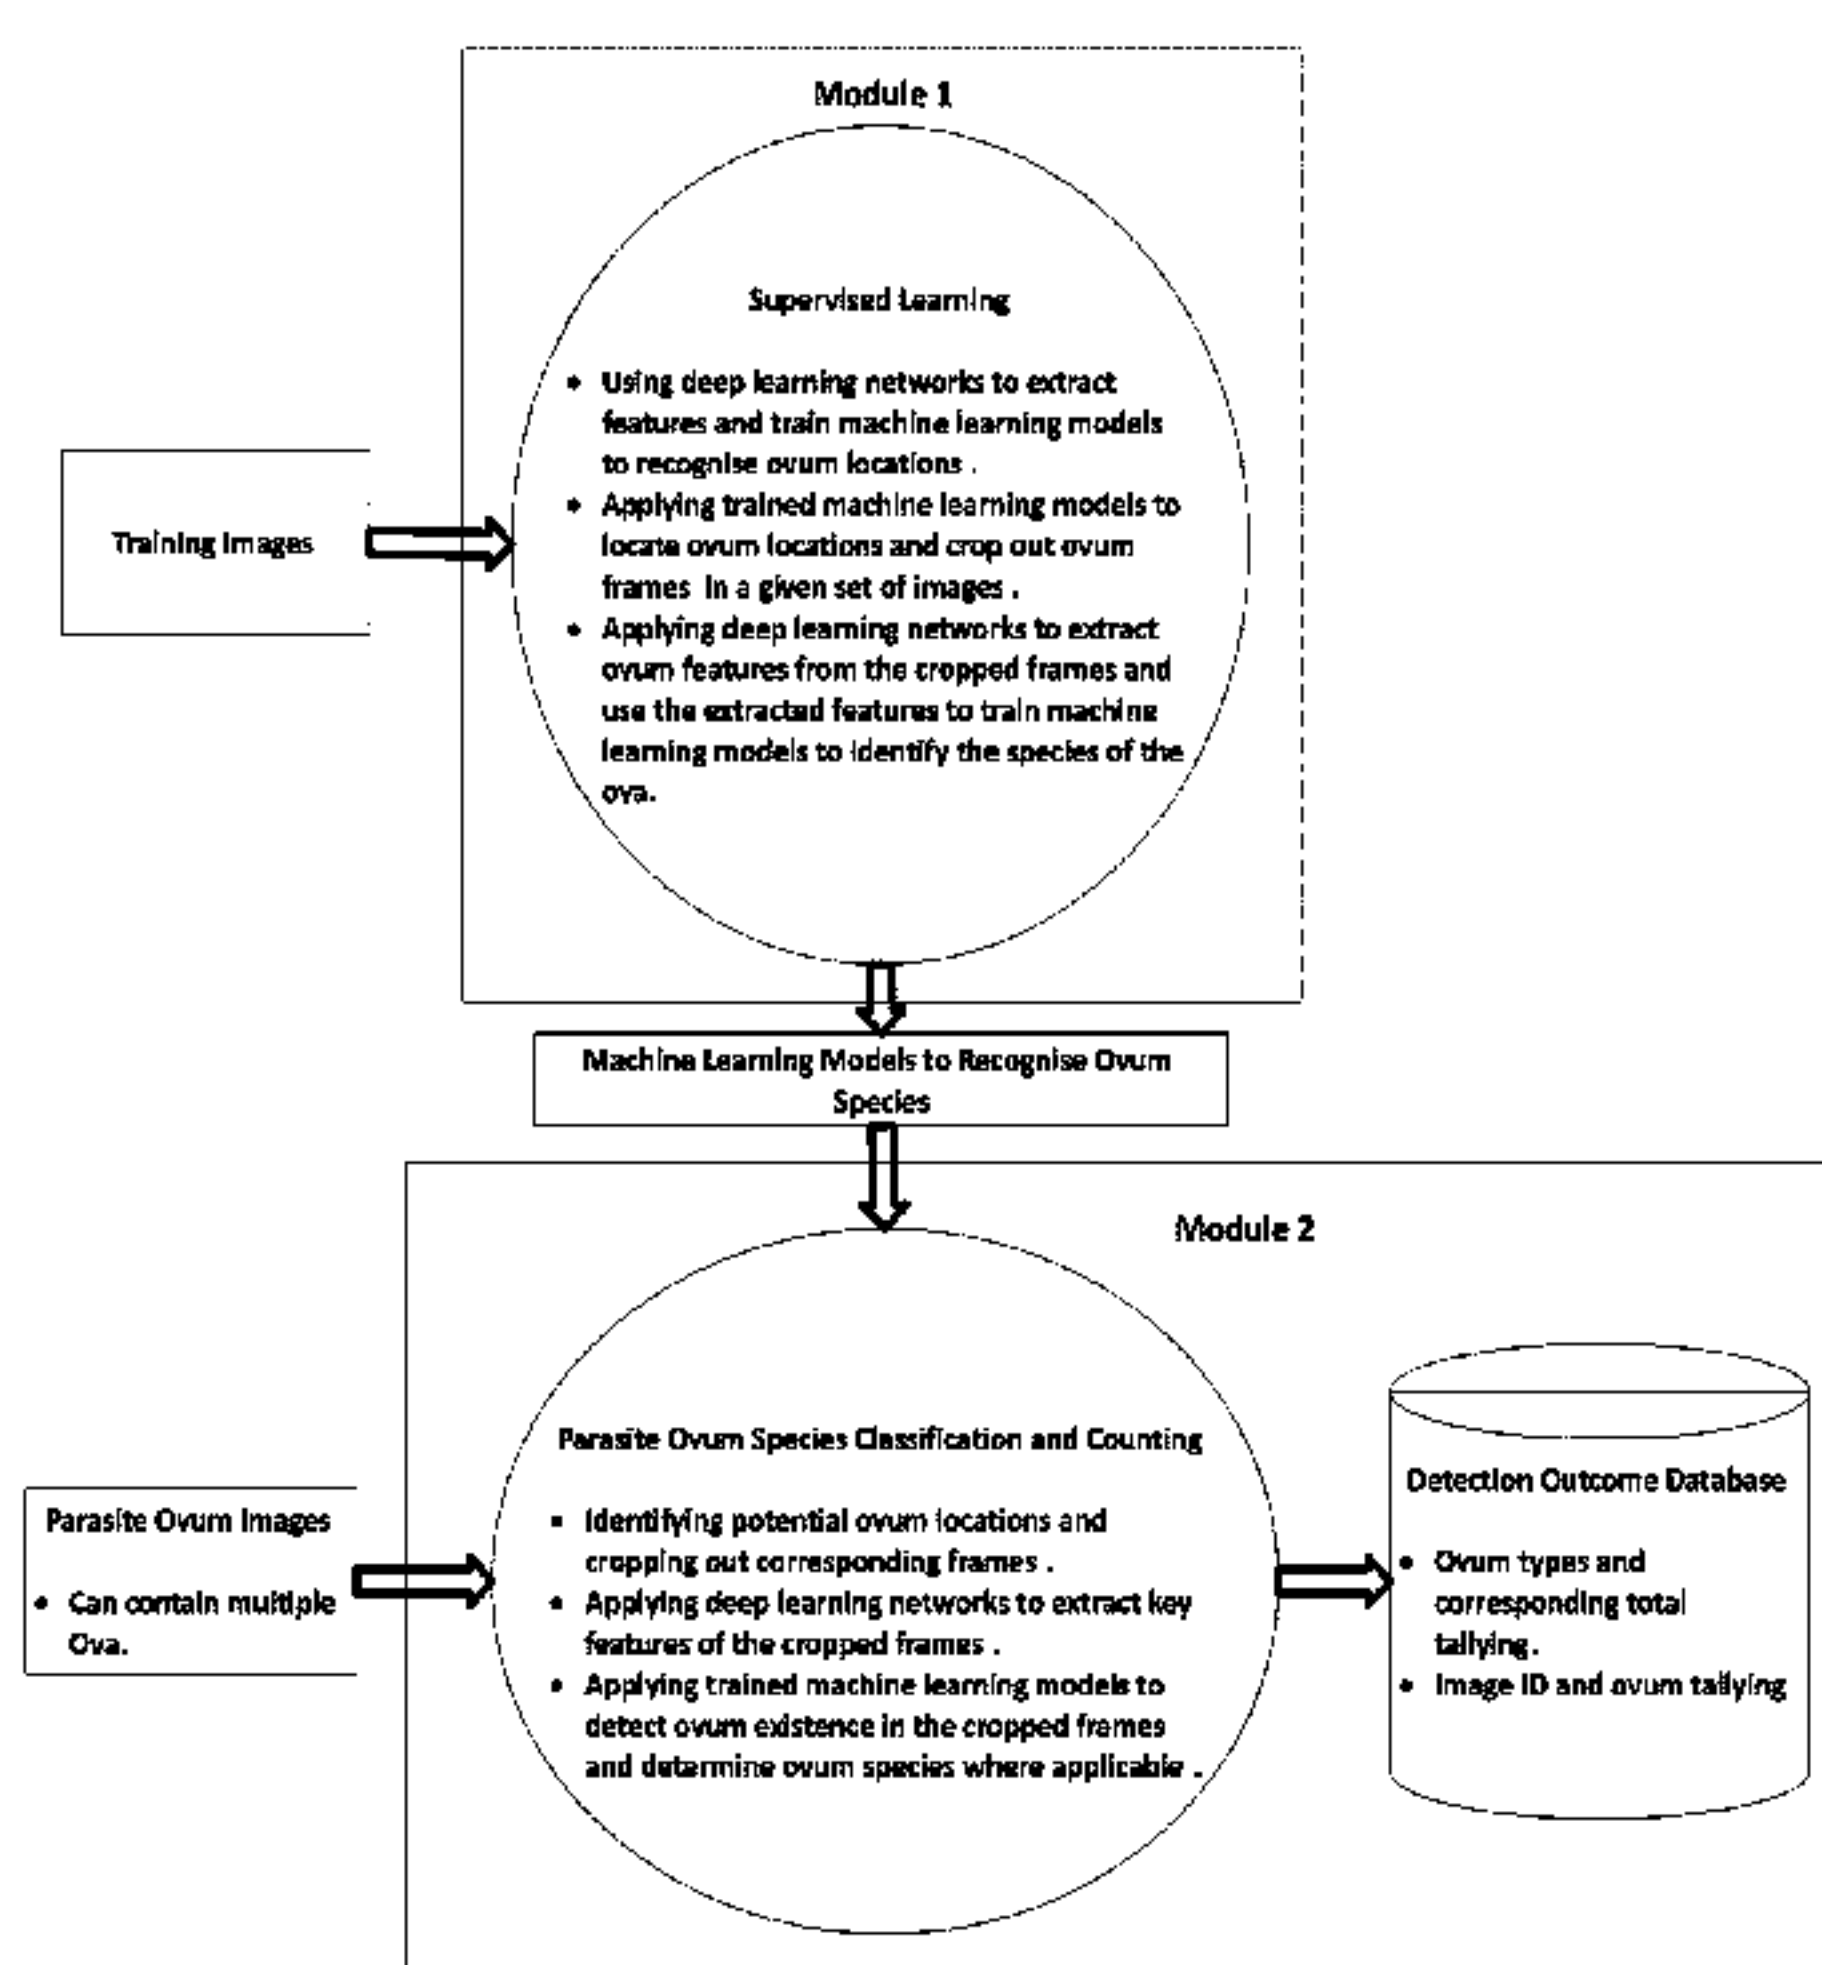 Module 1
Supervised Learning
• Using deep learning networks to extract
features and train machine learning models
to recognise ovum locations .
• Applying trained machine learning models to
locate ovum locations and crop out ovum
frames in a given set of images .
• Applying deep learning networks to extract
ovum features from the cropped frames and
use the extracted features to train machine
learning models to identify the species of the
ova.
Training Images
Machine Learning Models to Recognise Ovum
Species
Module 2
Parasite Ovum Images
• Can contain multiple
Ova.
Parasite Ovum Species Classification and Counting
▪ Identifying potential ovum locations and
cropping out corresponding frames .
• Applying deep learning networks to extract key
features of the cropped frames .
• Applying trained machine learning models to
detect ovum existence in the cropped frames
and determine ovum species where applicable .
Detection Outcome Database
• Ovum types and
corresponding total
tallying.
• Image ID and ovum tallying